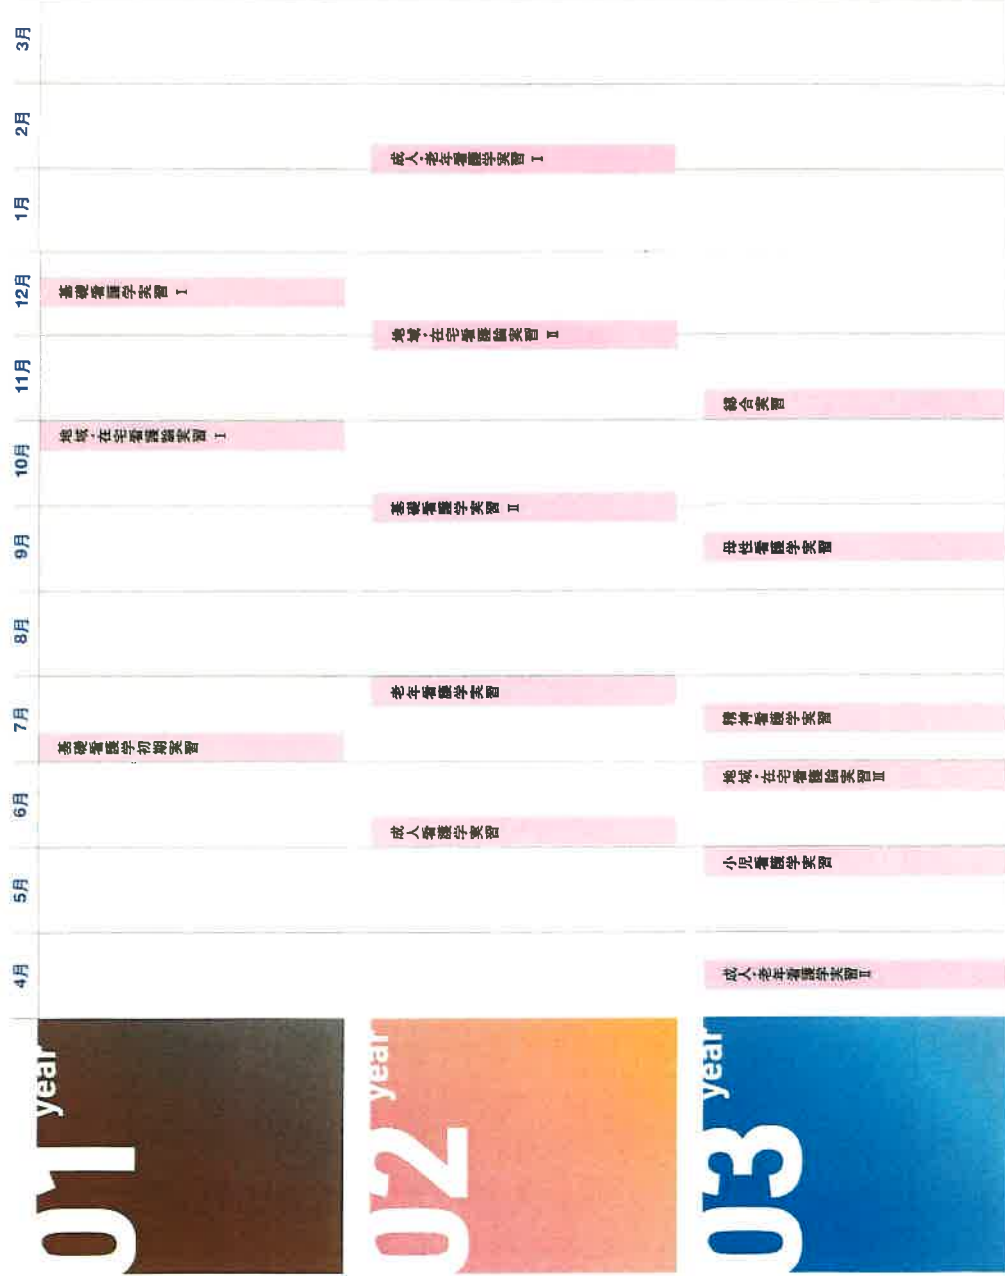 4月 5月 6月 7月 8月 9月 10月 11月 12月 1月 2月 3月
01 year
基礎看護学初期実習
地域・在宅看護論実習 I
基礎看護学実習 I
02 year
成人看護学実習
老年看護学実習
基礎看護学実習 II
地域・在宅看護論実習 II
成人・老年看護学実習 I
03 year
成人・老年看護学実習II
小児看護学実習
地域・在宅看護論実習III
精神看護学実習
母性看護学実習
総合実習